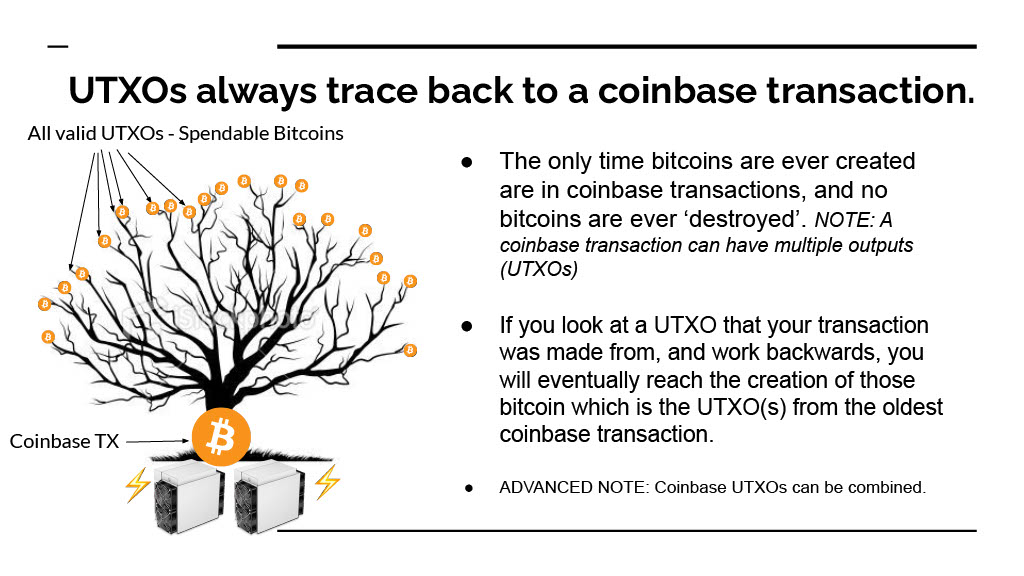 UTXOs always trace back to a coinbase transaction.
All valid UTXOs - Spendable Bitcoins
● The only time bitcoins are ever created
are in coinbase transactions, and no
bitcoins are ever ‘destroyed’. NOTE: A
coinbase transaction can have multiple outputs
(UTXOs)
● If you look at a UTXO that your transaction
was made from, and work backwards, you
will eventually reach the creation of those
bitcoin which is the UTXO(s) from the oldest
coinbase transaction.
Coinbase TX
● ADVANCED NOTE: Coinbase UTXOs can be combined.